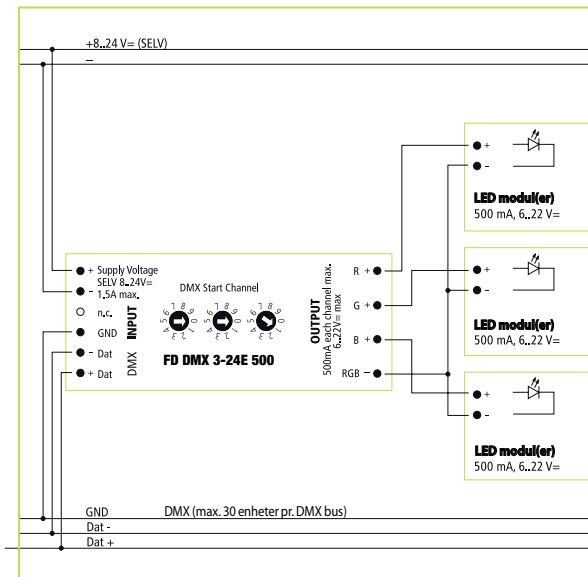 +8..24 V= (SELV)
–
+
-
LED modul(er)
500 mA, 6..22 V=
+ Supply Voltage
SELV 8..24V=
- 1,5A max.
n.c.
GND
- Dat
+ Dat
DMX INPUT
DMX Start Channel
FD DMX 3-24E 500
OUTPUT
500mA each channel max.
6..22V= max
R +
G +
B +
RGB -
+
-
LED modul(er)
500 mA, 6..22 V=
+
-
LED modul(er)
500 mA, 6..22 V=
GND
DMX (max. 30 enheter pr. DMX bus)
Dat -
Dat +